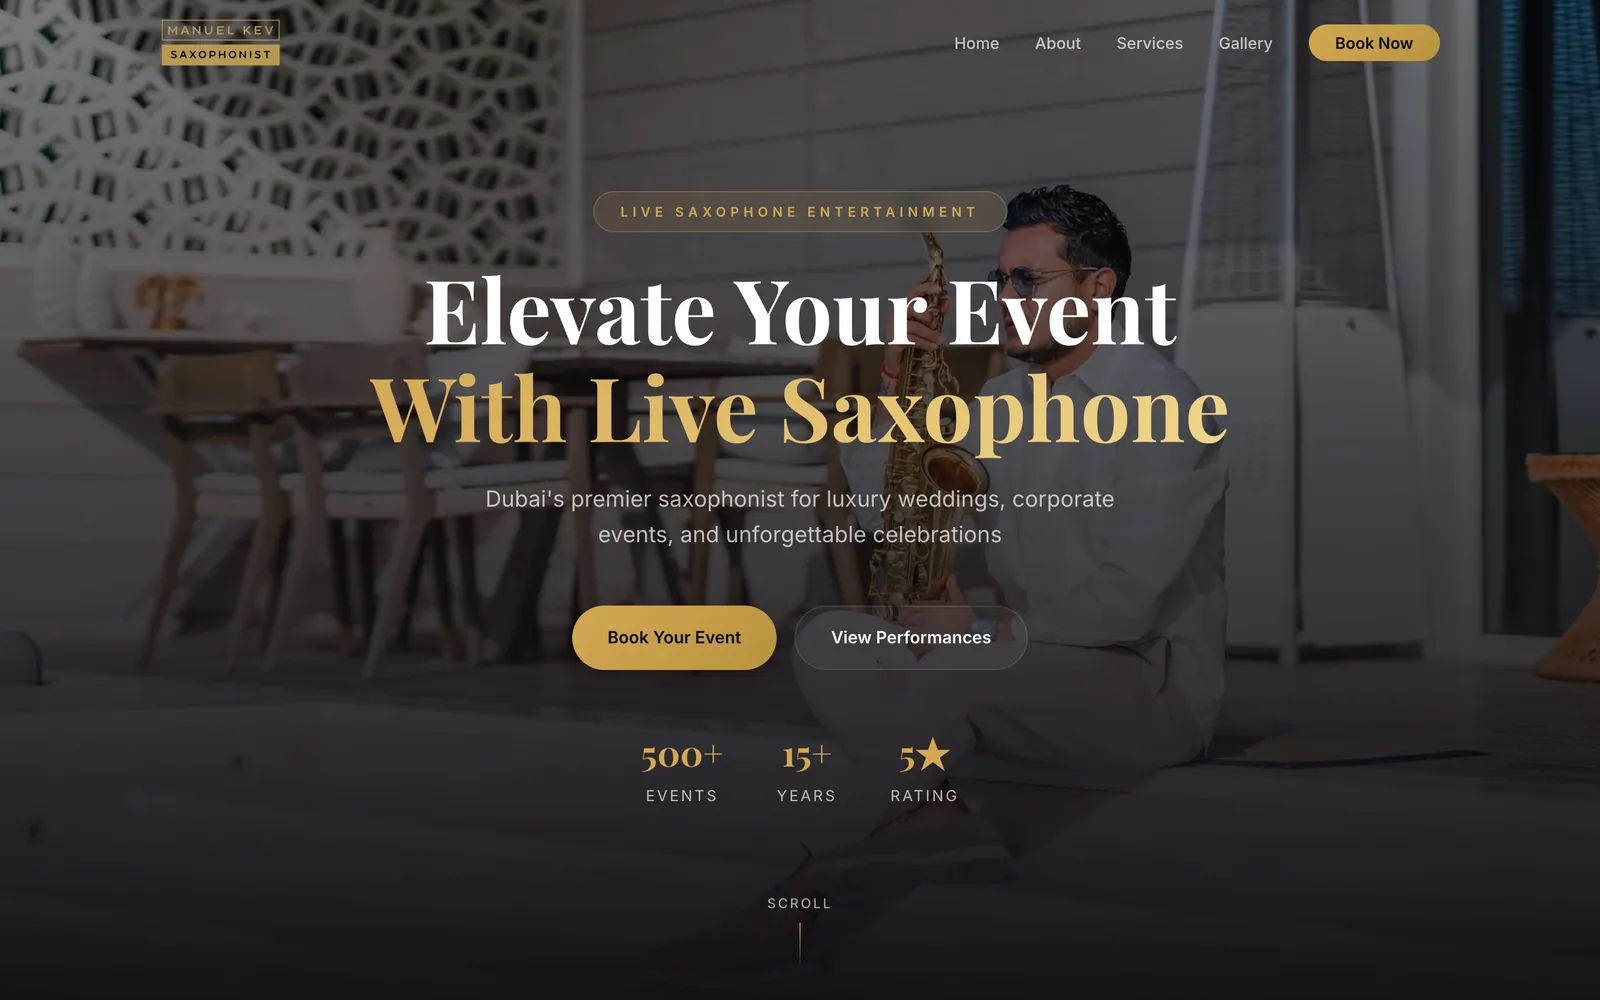 MANUEL KEV
SAXOPHONIST
Home
About
Services
Gallery
Book Now
LIVE SAXOPHONE ENTERTAINMENT
Elevate Your Event
With Live Saxophone
Dubai's premier saxophonist for luxury weddings, corporate
events, and unforgettable celebrations
Book Your Event
View Performances
500+
EVENTS
15+
YEARS
5★
RATING
SCROLL